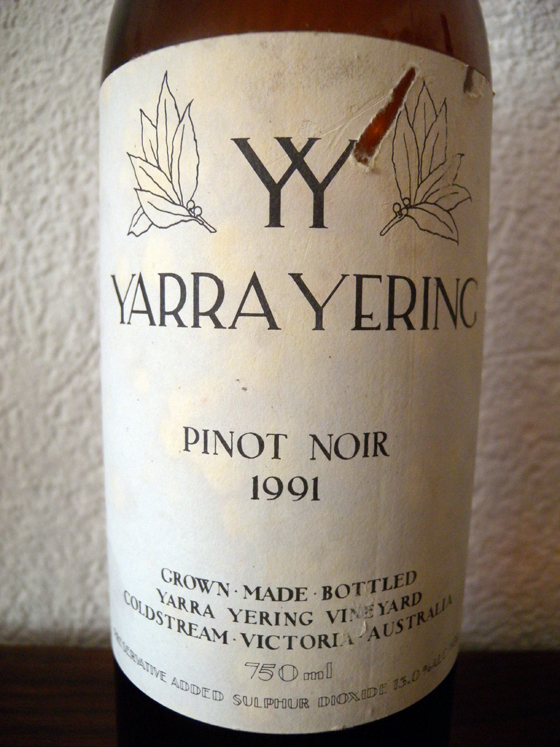 YY
YARRA YERING
PINOT NOIR
1991
GROWN · MADE · BOTTLED
YARRA YERING VINEYARD
COLDSTREAM · VICTORIA · AUSTRALIA
750 ml
ADDED SULPHUR DIOXIDE